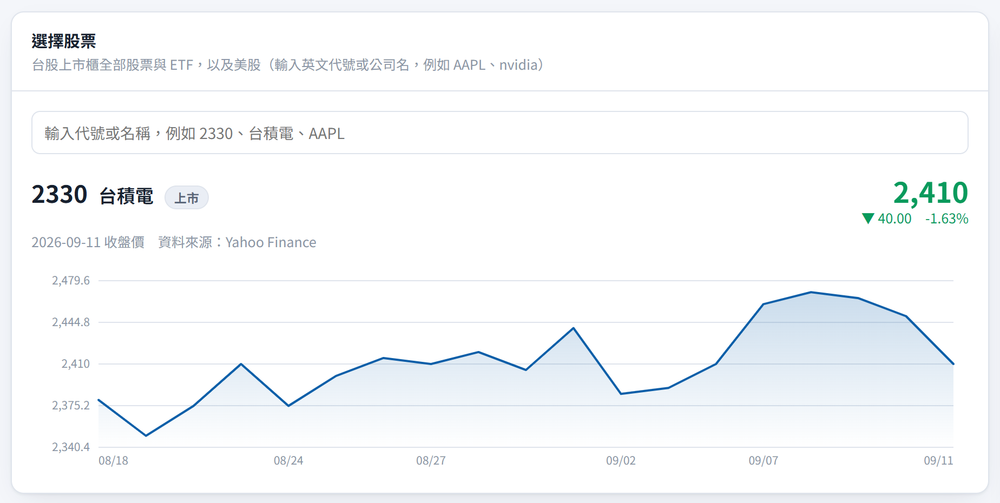 選擇股票
台股上市櫃全部股票與 ETF，以及美股（輸入英文代號或公司名，例如 AAPL、nvidia）
輸入代號或名稱，例如 2330、台積電、AAPL
2330 台積電 上市
2,410
▼ 40.00 -1.63%
2026-09-11 收盤價 資料來源：Yahoo Finance
2,479.6
2,444.8
2,410
2,375.2
2,340.4
08/18 08/24 08/27 09/02 09/07 09/11